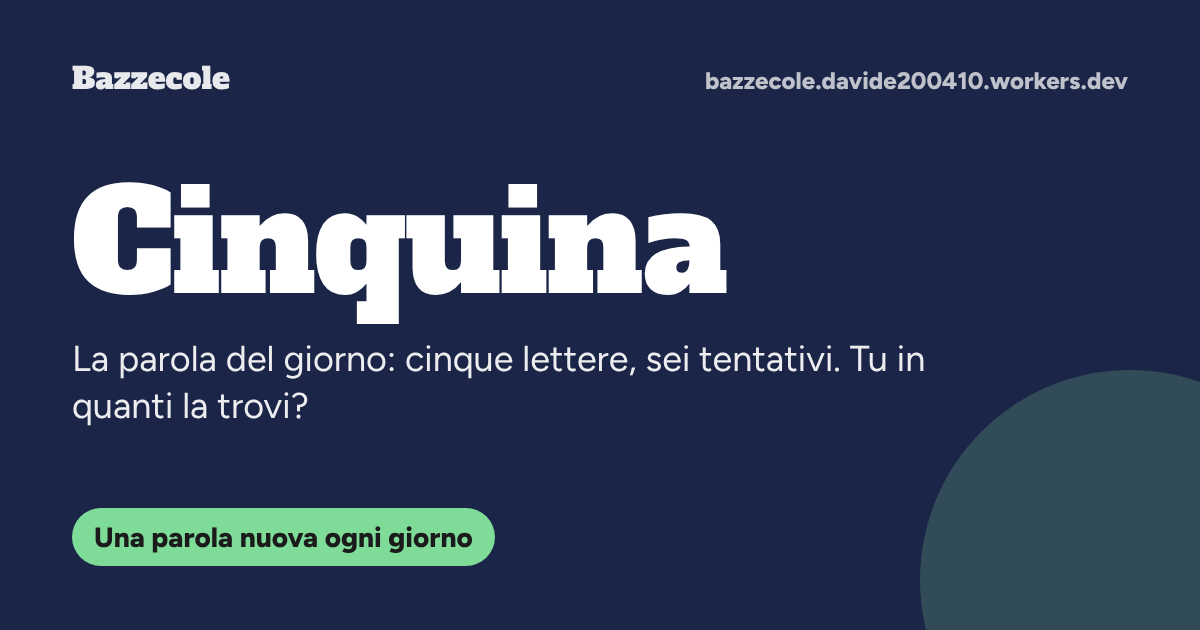 Bazzecole
bazzecole.davide200410.workers.dev
Cinquina
La parola del giorno: cinque lettere, sei tentativi. Tu in
quanti la trovi?
Una parola nuova ogni giorno